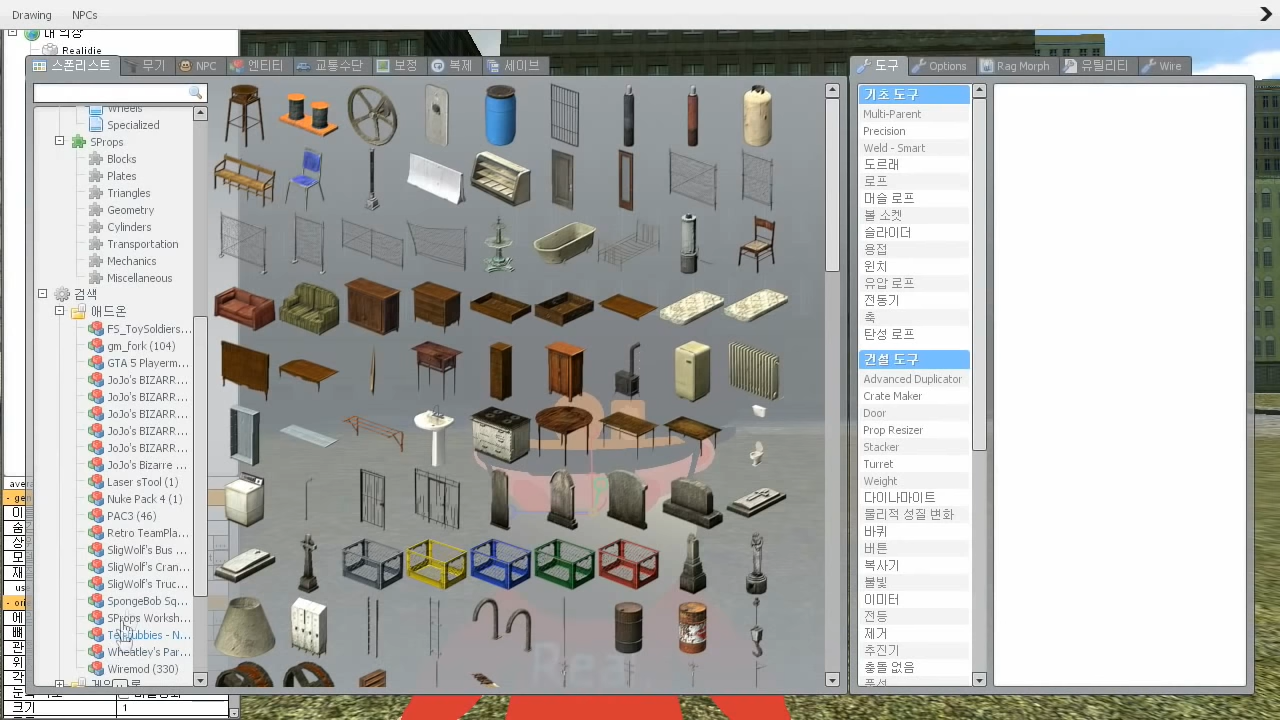 Drawing NPCs
내 의상
Realidie
스폰리스트 무기 NPC 엔티티 교통수단 보정 복제 세이브
도구 Options Rag Morph 유틸리티 Wire
Wheels
Specialized
SProps
Blocks
Plates
Triangles
Geometry
Cylinders
Transportation
Mechanics
Miscellaneous
검색
애드온
FS_ToySoldiers...
gm_fork (104)
GTA 5 Playerm...
JoJo's BIZARR...
JoJo's BIZARR...
JoJo's BIZARR...
JoJo's BIZARR...
JoJo's BIZARR...
JoJo's Bizarre ...
Laser sTool (1)
Nuke Pack 4 (1)
PAC3 (46)
Retro TeamPla...
SligWolf's Bus ...
SligWolf's Cran...
SligWolf's Truc...
SpongeBob Sq...
SProps Worksh...
Wheatley's Par...
Wiremod (330)
크기
1
기초 도구
Multi-Parent
Precision
Weld - Smart
도르래
로프
머슬 로프
볼 소켓
슬라이더
용접
윈치
유압 로프
전동기
축
탄성 로프
건설 도구
Advanced Duplicator
Crate Maker
Door
Prop Resizer
Stacker
Turret
Weight
다이나마이트
물리적 성질 변화
바퀴
버튼
복사기
불빛
이미터
전등
제거
추진기
충돌 없음
풍선